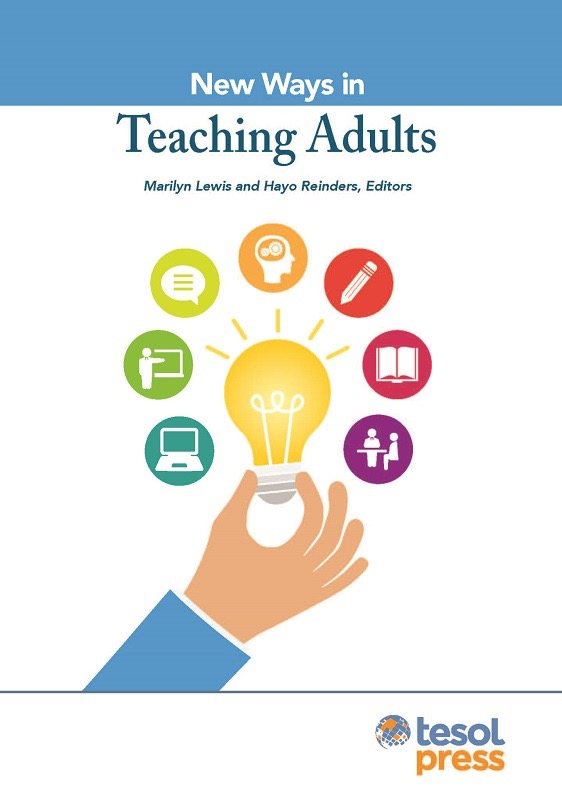 New Ways in
Teaching Adults
Marilyn Lewis and Hayo Reinders, Editors
tesol
press